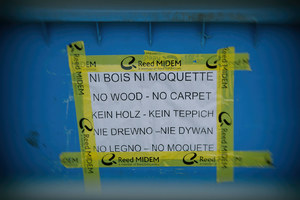 Reed MIDEM
NI BOIS NI MOQUETTE
NO WOOD - NO CARPET
KEIN HOLZ - KEIN TEPPICH
NIE DREWNO -NIE DYWAN
NO LEGNO - NO MOQUETE
Reed MIDEM
Reed MIDEM
Reed